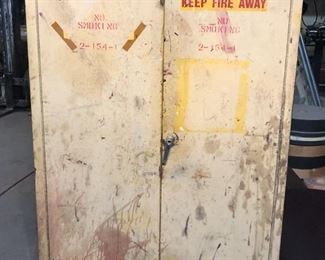 KEEP FIRE AWAY
NO
SMOKING
2-154-1
NO
SMOKING
2-154-1